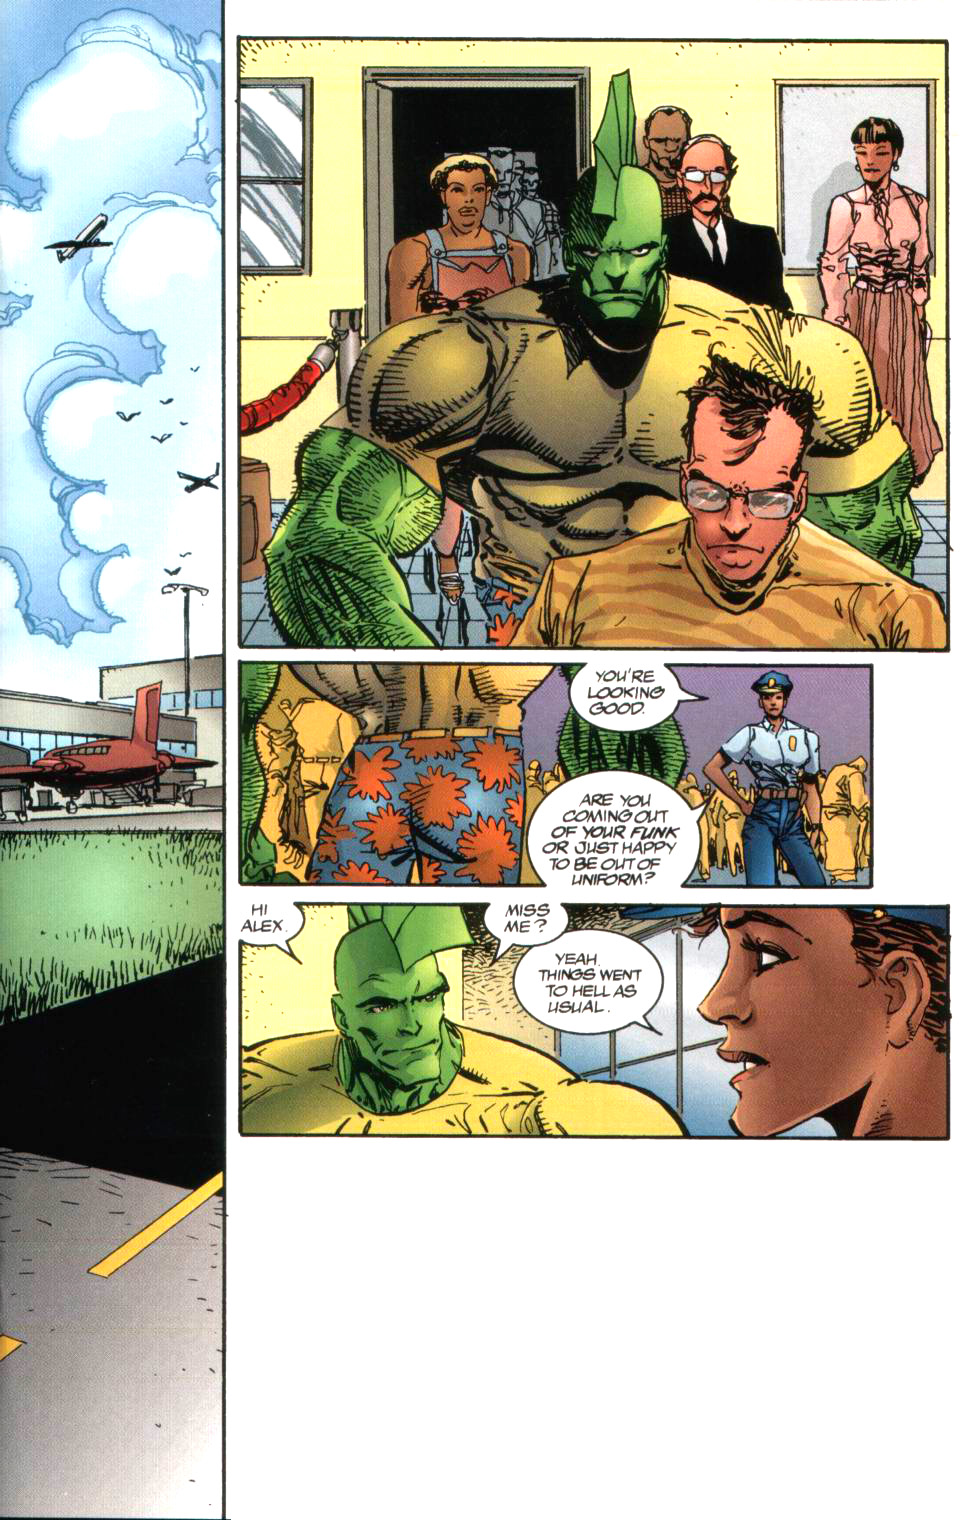 YOU'RE
LOOKING
GOOD.
ARE YOU
COMING OUT
OF YOUR FUNK
OR JUST HAPPY
TO BE OUT OF
UNIFORM?
HI
ALEX.
MISS
ME?
YEAH.
THINGS WENT
TO HELL AS
USUAL.